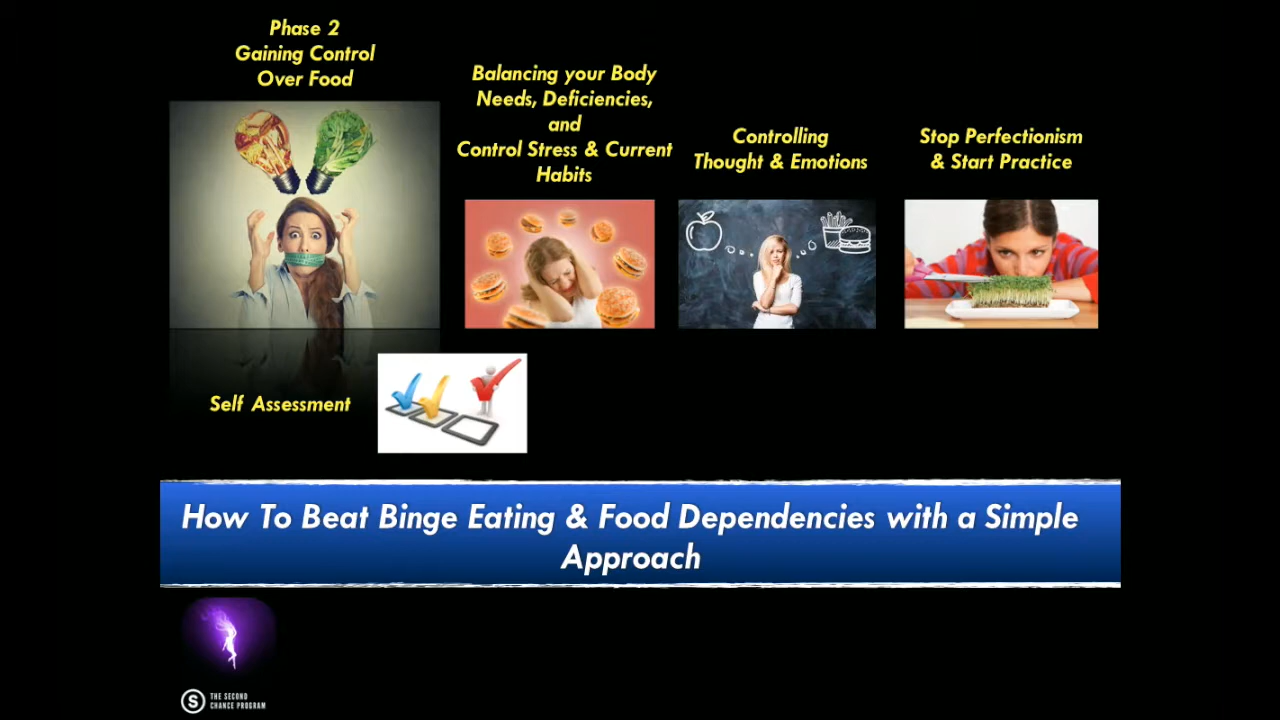 Phase 2
Gaining Control
Over Food
Balancing your Body
Needs, Deficiencies,
and
Control Stress & Current
Habits
Controlling
Thought & Emotions
Stop Perfectionism
& Start Practice
Self Assessment
How To Beat Binge Eating & Food Dependencies with a Simple
Approach
S
THE SECOND
CHANCE PROGRAM